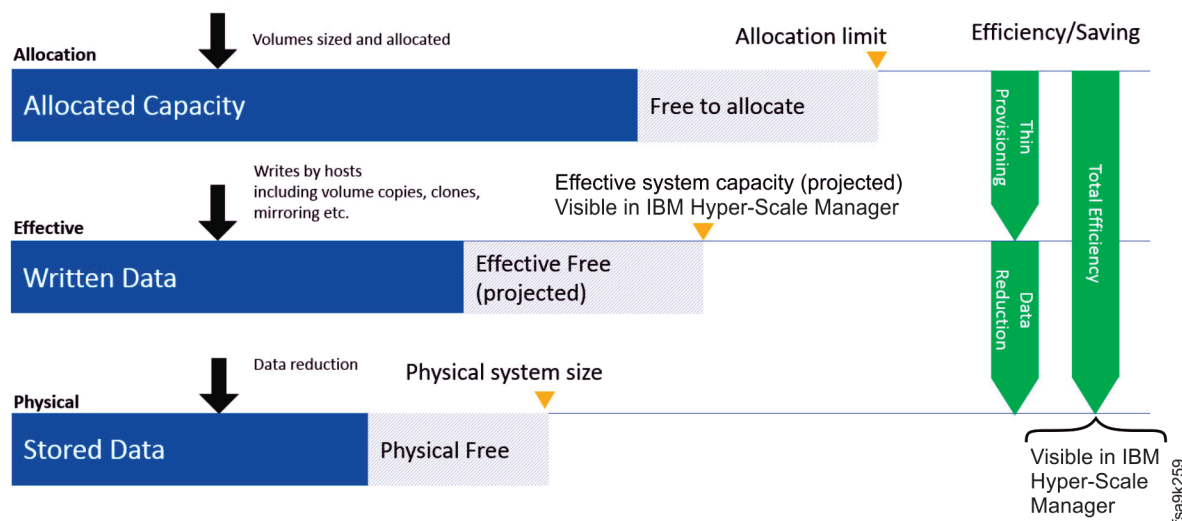 Volumes sized and allocated
Allocation limit
Efficiency/Saving
Allocation
Allocated Capacity
Free to allocate
Thin
Provisioning
Total Efficiency
Writes by hosts
including volume copies, clones,
mirroring etc.
Effective system capacity (projected)
Visible in IBM Hyper-Scale Manager
Effective
Written Data
Effective Free
(projected)
Data
Reduction
Data reduction
Physical system size
Physical
Stored Data
Physical Free
Visible in IBM
Hyper-Scale
Manager